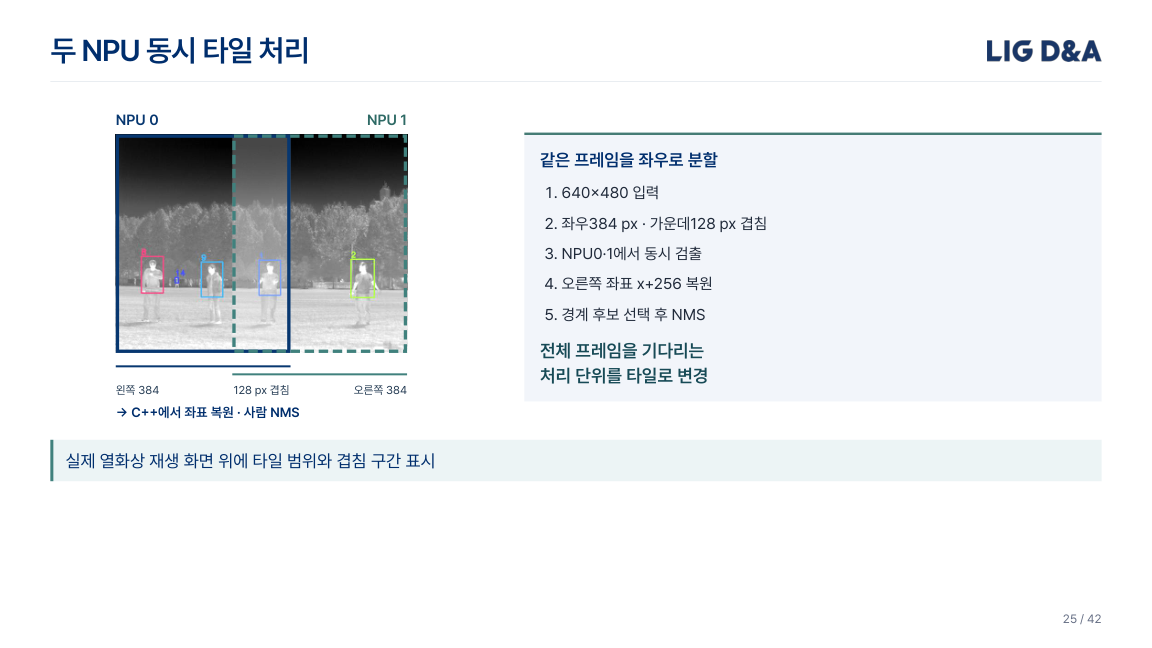 두 NPU 동시 타일 처리
LIG D&A
NPU 0
NPU 1
왼쪽 384
128 px 겹침
오른쪽 384
→ C++에서 좌표 복원 · 사람 NMS
같은 프레임을 좌우로 분할
1. 640×480 입력
2. 좌우384 px · 가운데128 px 겹침
3. NPU0·1에서 동시 검출
4. 오른쪽 좌표 x+256 복원
5. 경계 후보 선택 후 NMS
전체 프레임을 기다리는
처리 단위를 타일로 변경
실제 열화상 재생 화면 위에 타일 범위와 겹침 구간 표시
25 / 42